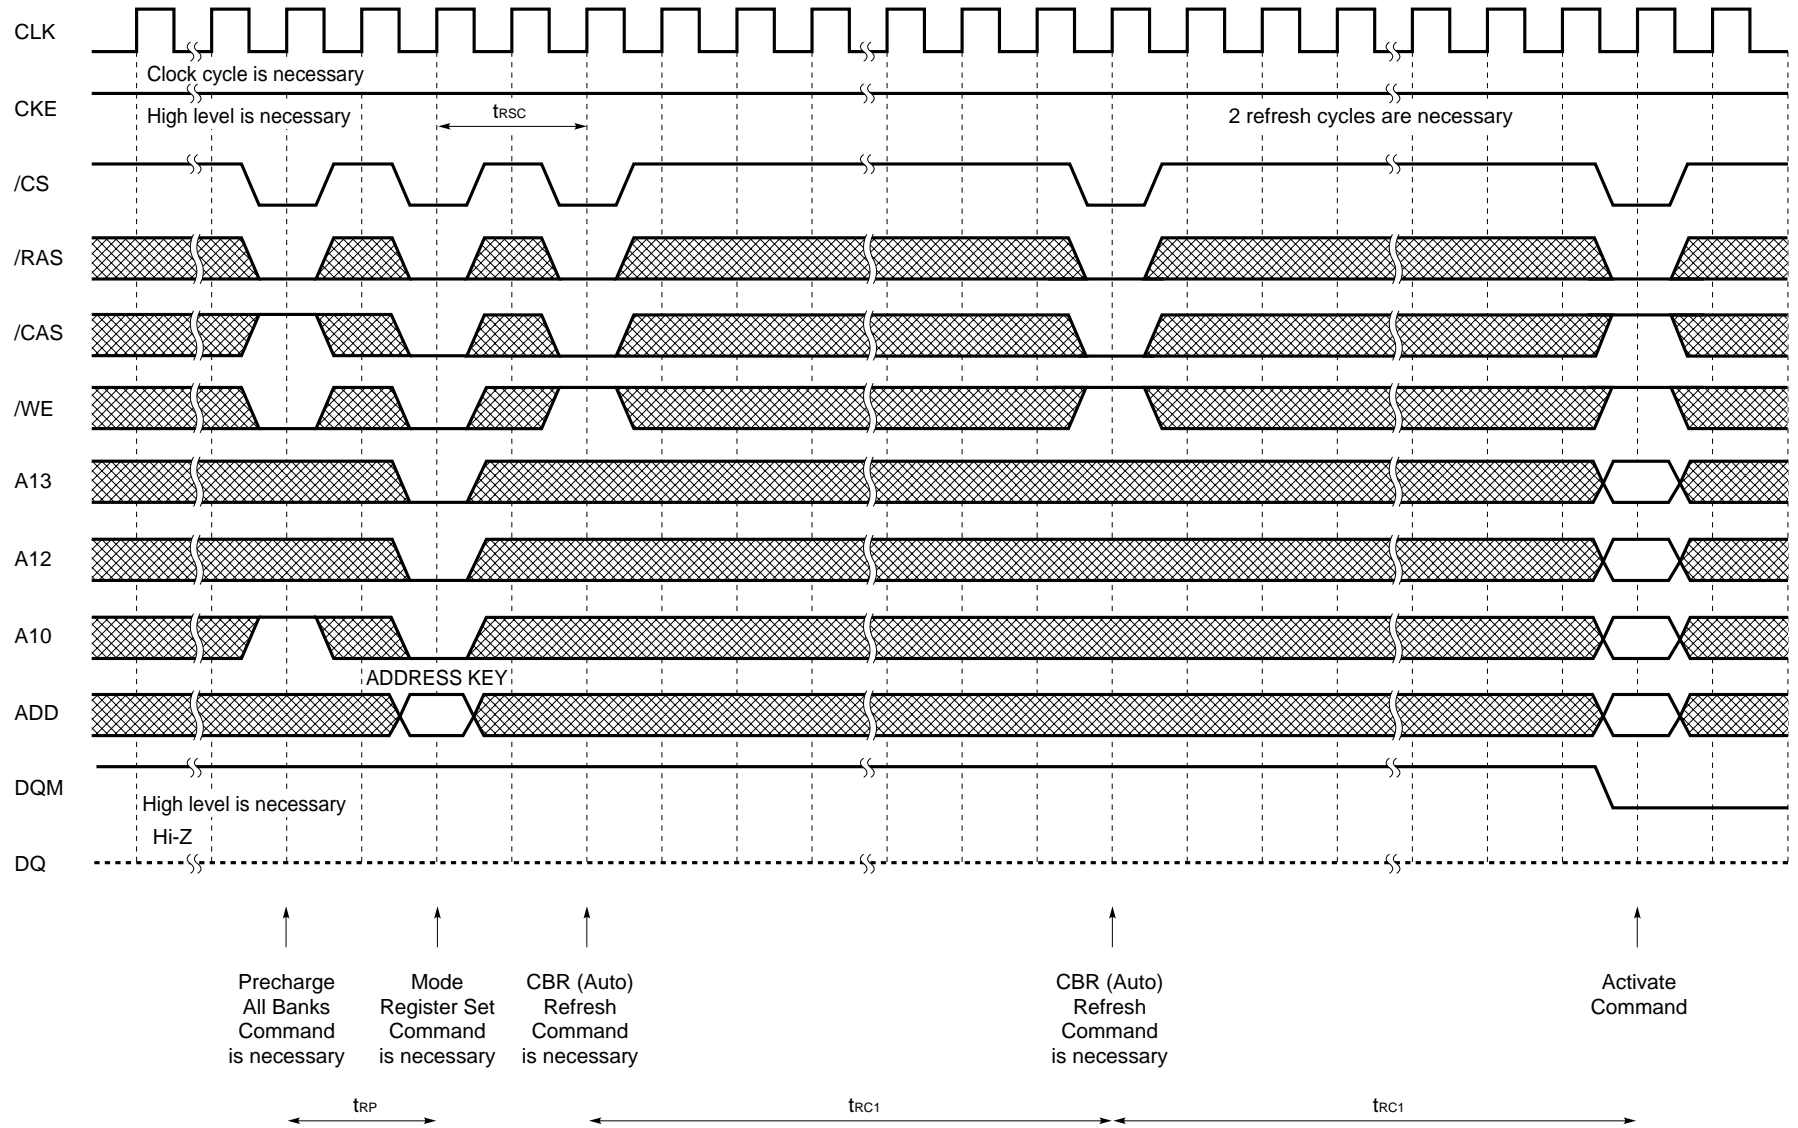 CLK
Clock cycle is necessary
CKE
High level is necessary
tRSC
2 refresh cycles are necessary
/CS
/RAS
/CAS
/WE
A13
A12
A10
ADDRESS KEY
ADD
DQM
High level is necessary
Hi-Z
DQ
Precharge
All Banks
Command
is necessary
Mode
Register Set
Command
is necessary
CBR (Auto)
Refresh
Command
is necessary
CBR (Auto)
Refresh
Command
is necessary
Activate
Command
tRP
tRC1
tRC1